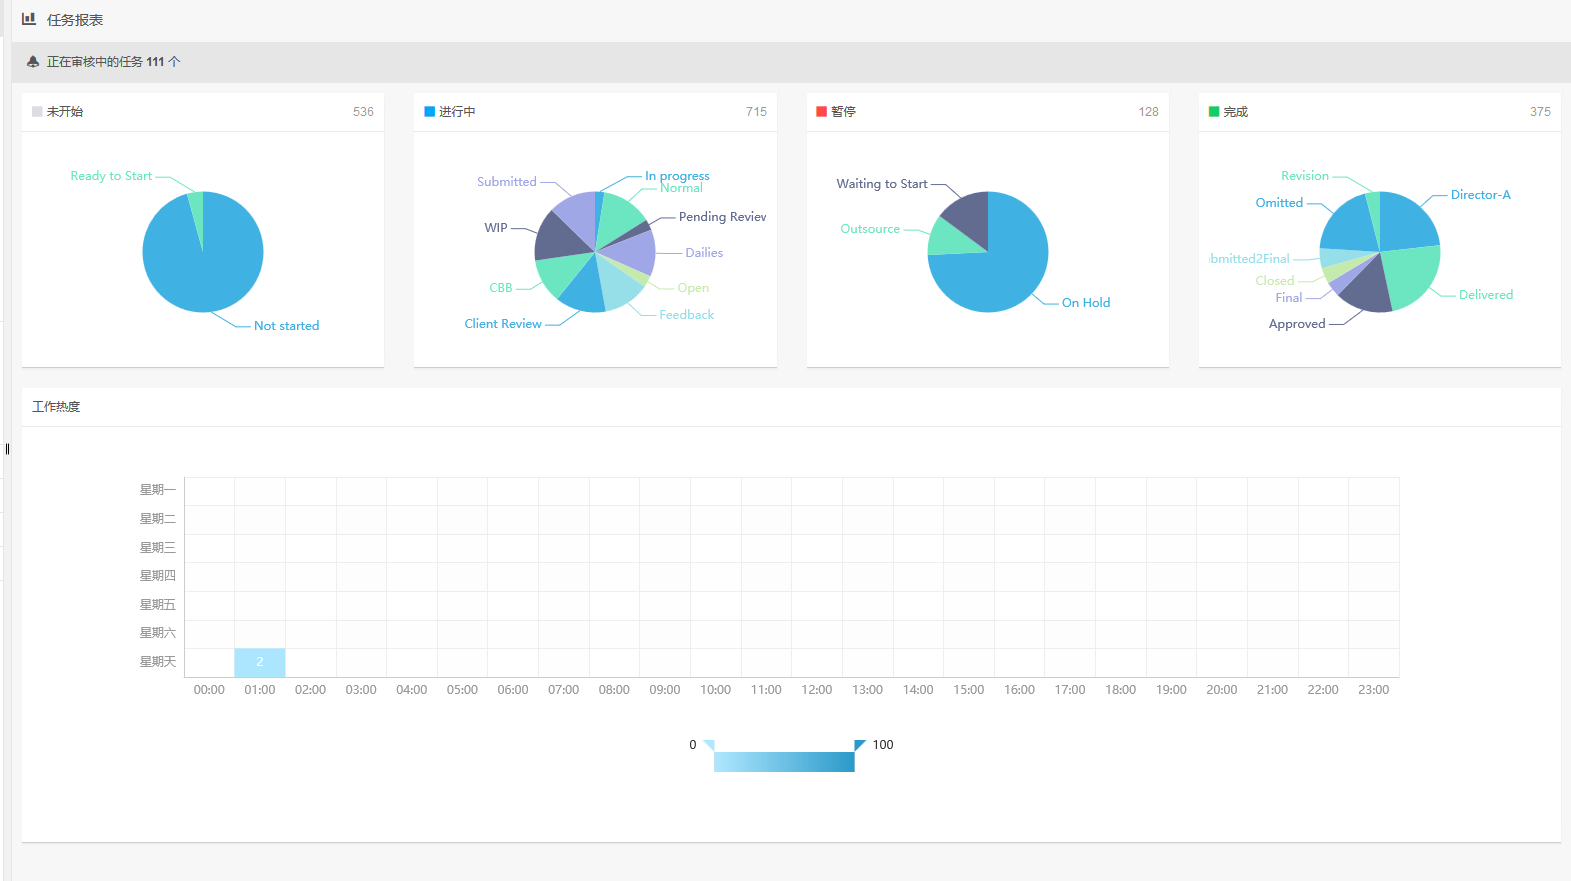 任务报表
正在审核中的任务 111 个
未开始 536
Ready to Start
Not started
进行中 715
In progress
Submitted
Normal
Pending Review
WIP
Dailies
CBB
Open
Feedback
Client Review
暂停 128
Waiting to Start
Outsource
On Hold
完成 375
Revision
Director-A
Omitted
bmitted2Final
Closed
Final
Delivered
Approved
工作热度
星期一
星期二
星期三
星期四
星期五
星期六
星期天 2
00:00 01:00 02:00 03:00 04:00 05:00 06:00 07:00 08:00 09:00 10:00 11:00 12:00 13:00 14:00 15:00 16:00 17:00 18:00 19:00 20:00 21:00 22:00 23:00
0 100